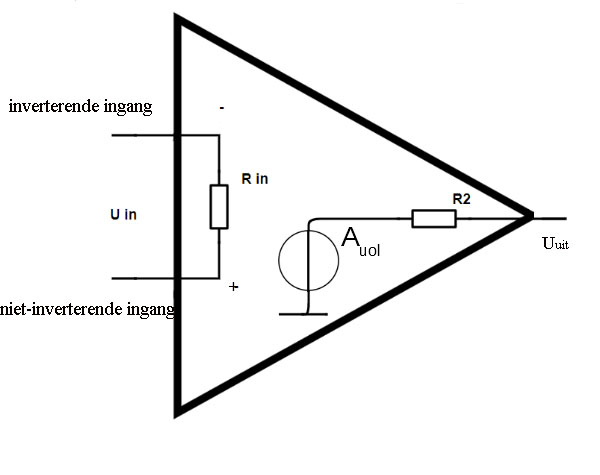 inverterende ingang
-
R in
U in
R2
Auol
Uuit
+
niet-inverterende ingang